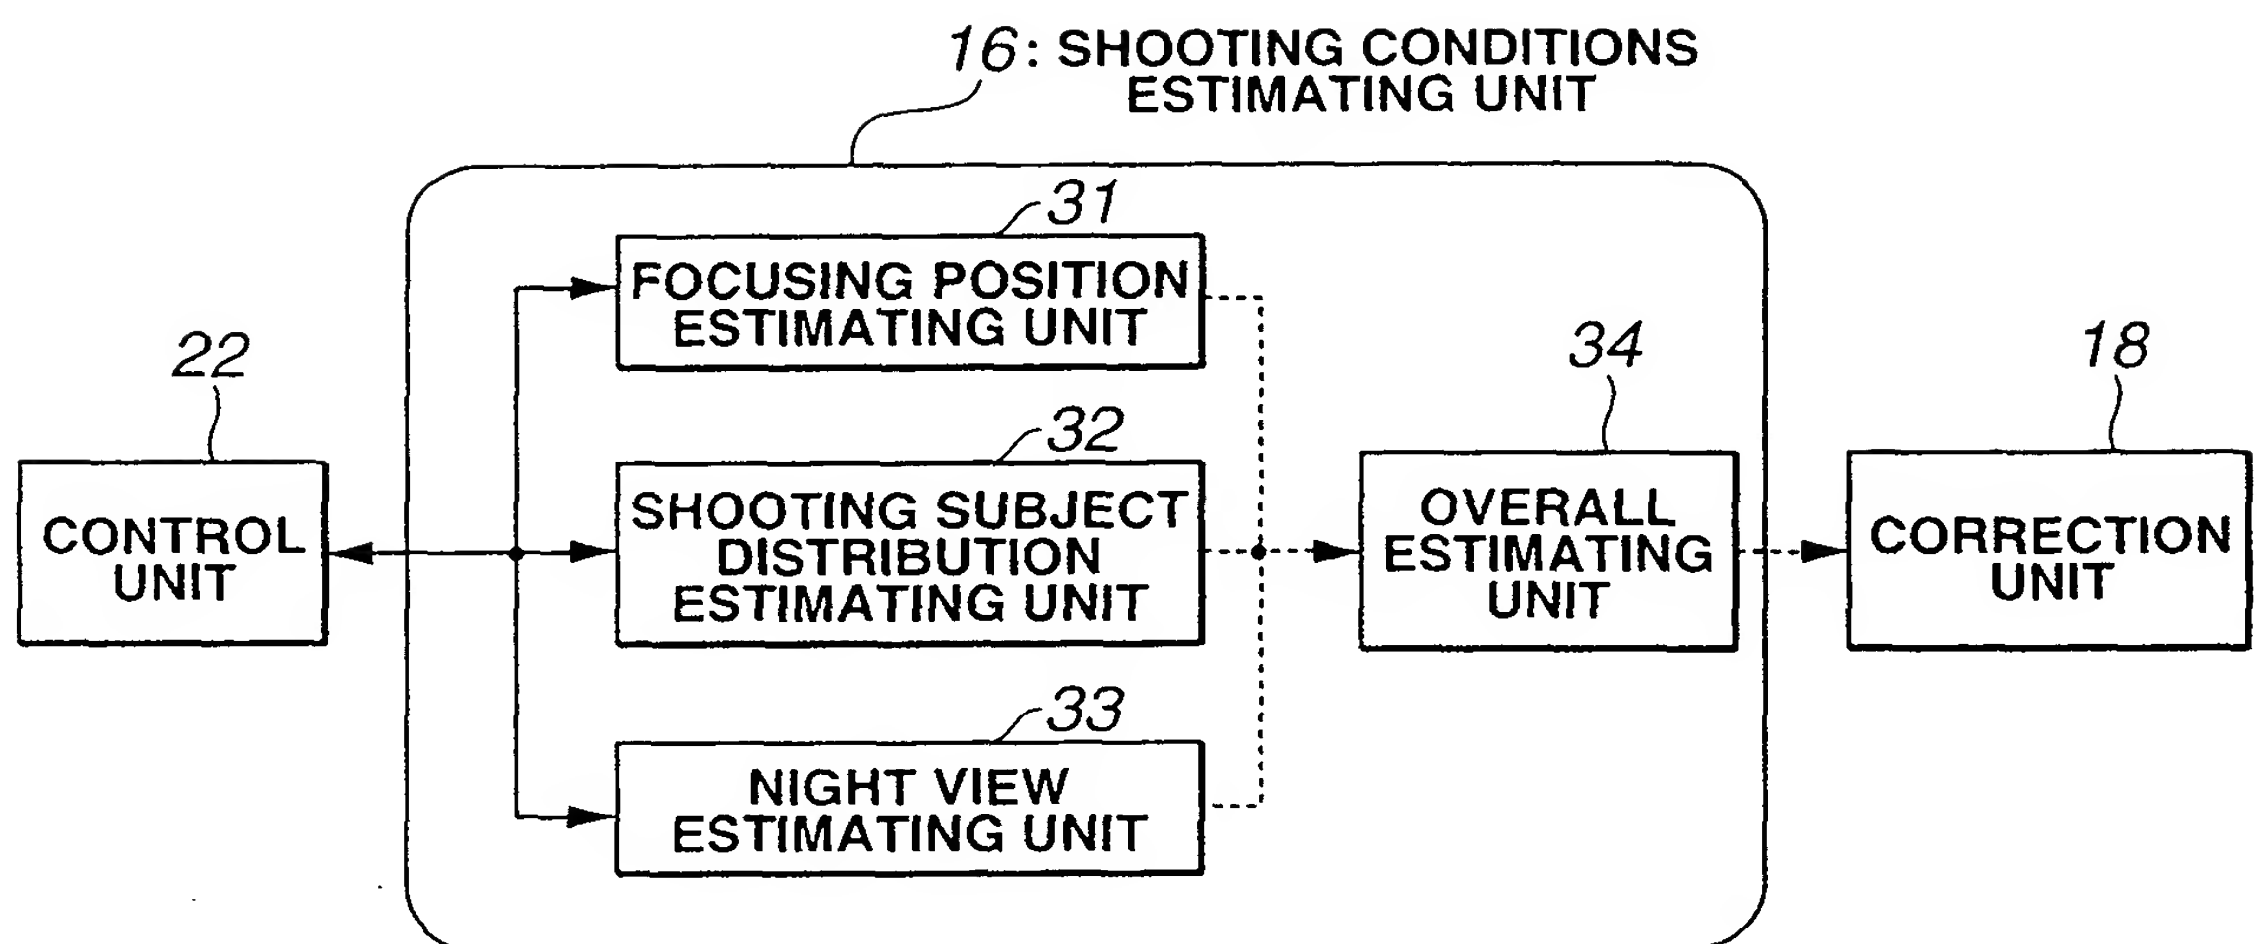 16: SHOOTING CONDITIONS
ESTIMATING UNIT
31
FOCUSING POSITION
ESTIMATING UNIT
22
CONTROL
UNIT
32
SHOOTING SUBJECT
DISTRIBUTION
ESTIMATING UNIT
34
OVERALL
ESTIMATING
UNIT
18
CORRECTION
UNIT
33
NIGHT VIEW
ESTIMATING UNIT